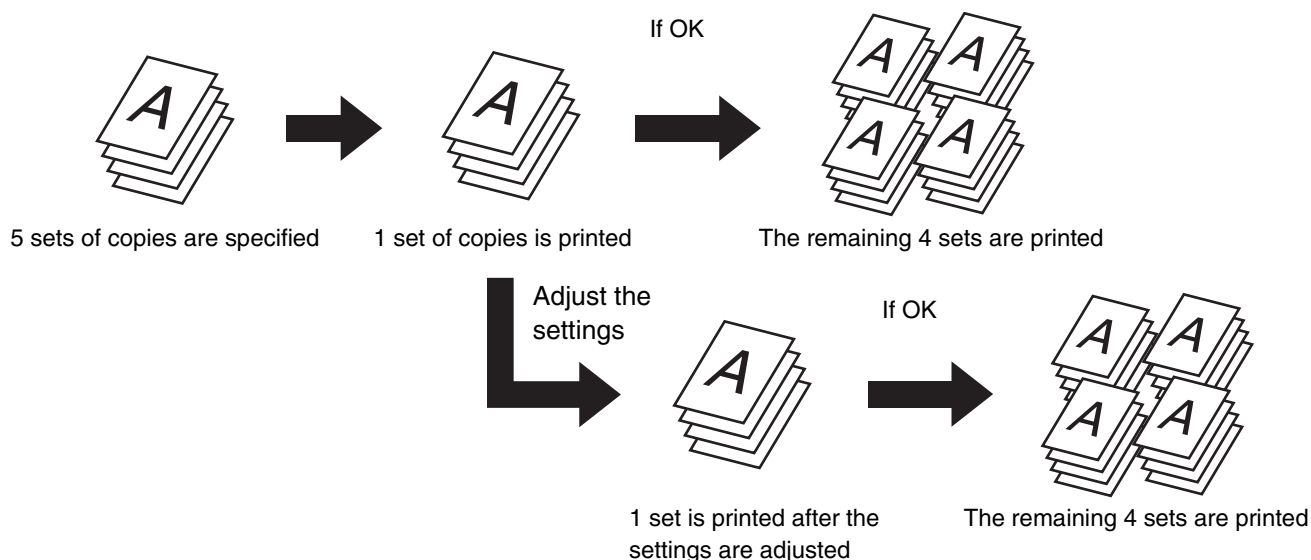 If OK
A
A
A
A
A
A
5 sets of copies are specified
1 set of copies is printed
The remaining 4 sets are printed
Adjust the
settings
If OK
A
A
A
A
A
1 set is printed after the
settings are adjusted
The remaining 4 sets are printed